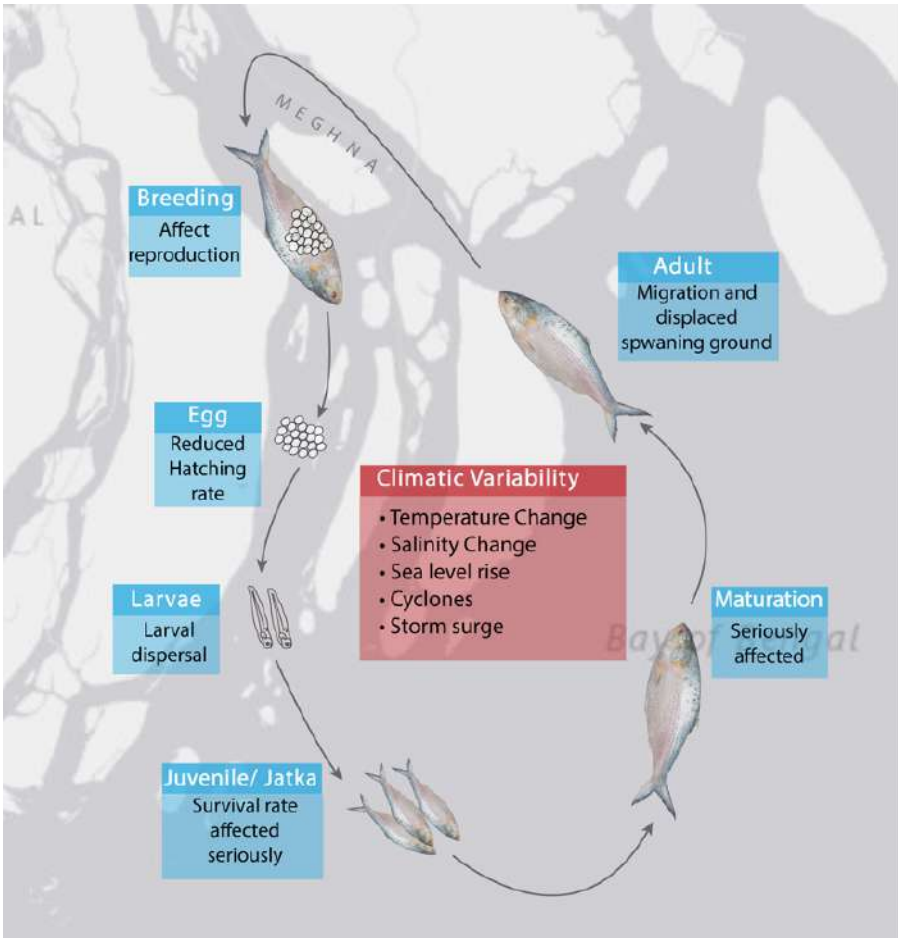 MEGHNA
AL
Breeding
Affect
reproduction
Adult
Migration and
displaced
spwaning ground
Egg
Reduced
Hatching
rate
Climatic Variability
• Temperature Change
• Salinity Change
• Sea level rise
• Cyclones
• Storm surge
Larvae
Larval
dispersal
Maturation
Seriously
affected
Bay of Bengal
Juvenile/ Jatka
Survival rate
affected
seriously